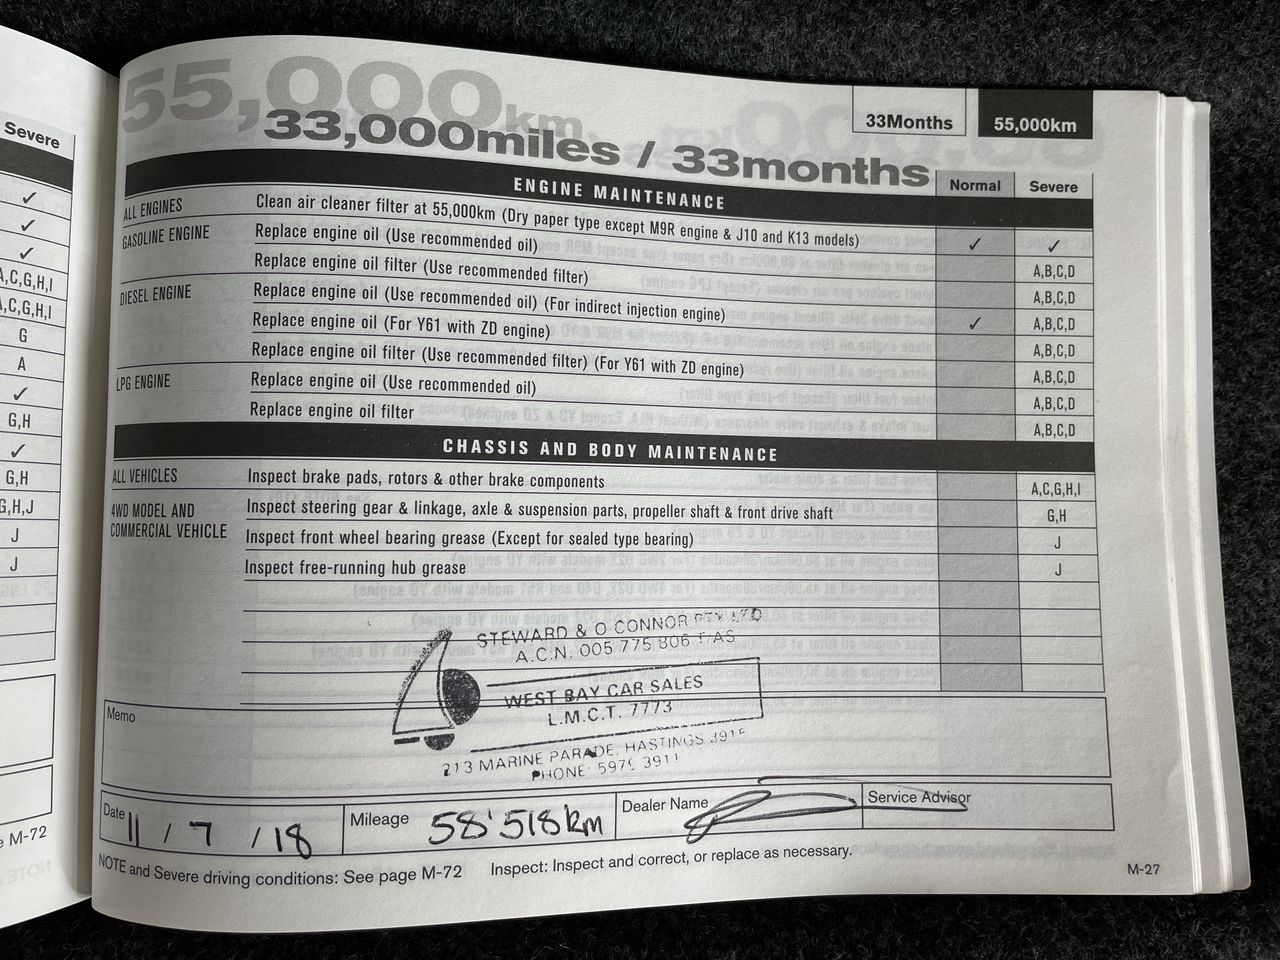 Severe
✓
✓
✓
A,C,G,H,I
A,C,G,H,I
G
A
✓
G,H
✓
G,H
G,H,J
J
J
M-72
55,000km
33,000miles / 33months
33Months
55,000km
ENGINE MAINTENANCE Normal Severe
ALL ENGINES Clean air cleaner filter at 55,000km (Dry paper type except M9R engine & J10 and K13 models) ✓ ✓
GASOLINE ENGINE Replace engine oil (Use recommended oil) A,B,C,D
Replace engine oil filter (Use recommended filter) A,B,C,D
DIESEL ENGINE Replace engine oil (Use recommended oil) (For indirect injection engine) ✓ A,B,C,D
Replace engine oil (For Y61 with ZD engine) A,B,C,D
Replace engine oil filter (Use recommended filter) (For Y61 with ZD engine) A,B,C,D
LPG ENGINE Replace engine oil (Use recommended oil) A,B,C,D
Replace engine oil filter A,B,C,D
CHASSIS AND BODY MAINTENANCE
ALL VEHICLES Inspect brake pads, rotors & other brake components A,C,G,H,I
4WD MODEL AND COMMERCIAL VEHICLE Inspect steering gear & linkage, axle & suspension parts, propeller shaft & front drive shaft G,H
Inspect front wheel bearing grease (Except for sealed type bearing) J
Inspect free-running hub grease J
STEWARD & O CONNOR PTY LTD
A.C.N. 005 775 806 T/AS
WEST BAY CAR SALES
L.M.C.T. 7773
213 MARINE PARADE, HASTINGS 3915
PHONE: 5979 3911
Memo
Date 11 / 7 / 18 Mileage 58'518km Dealer Name Service Advisor
NOTE and Severe driving conditions: See page M-72 Inspect: Inspect and correct, or replace as necessary.
M-27